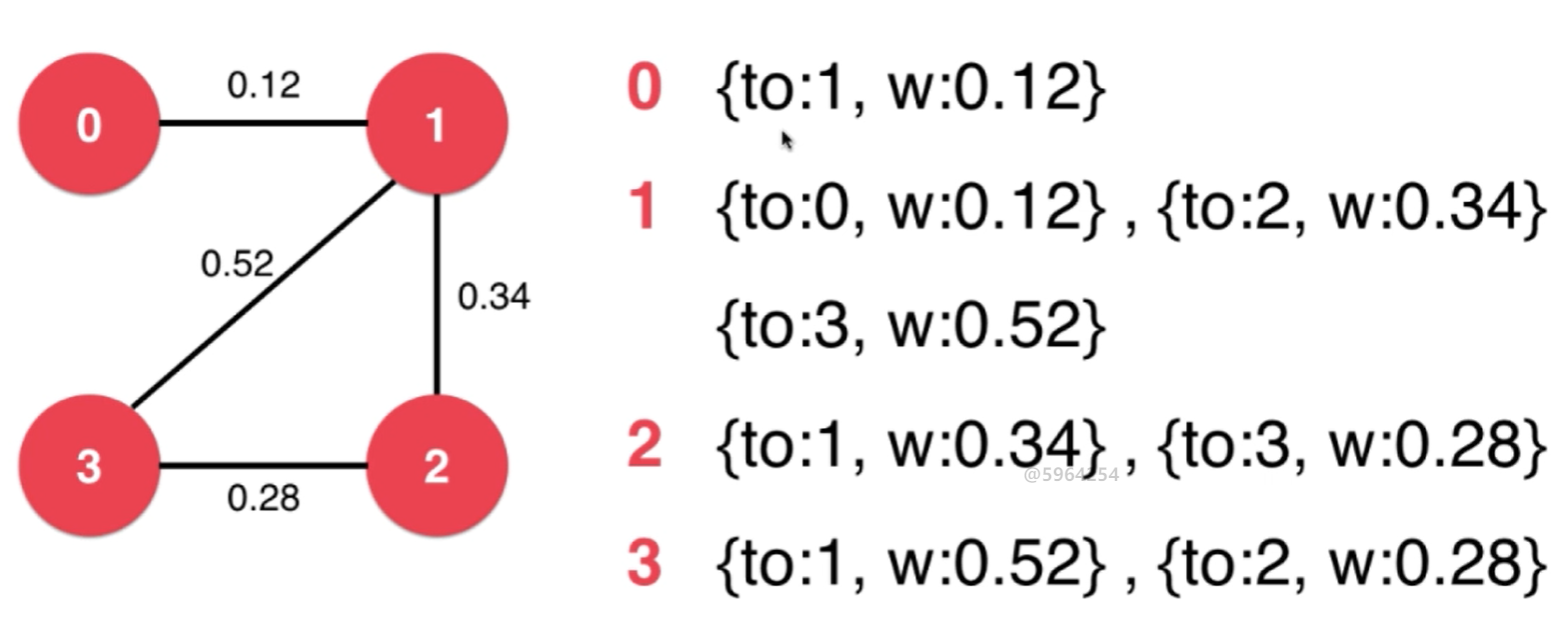 0.12
0 1
0.52
0.34
3 2
0.28
0 {to:1, w:0.12}
1 {to:0, w:0.12} , {to:2, w:0.34}
{to:3, w:0.52}
2 {to:1, w:0.34} , {to:3, w:0.28}
@5964254
3 {to:1, w:0.52} , {to:2, w:0.28}